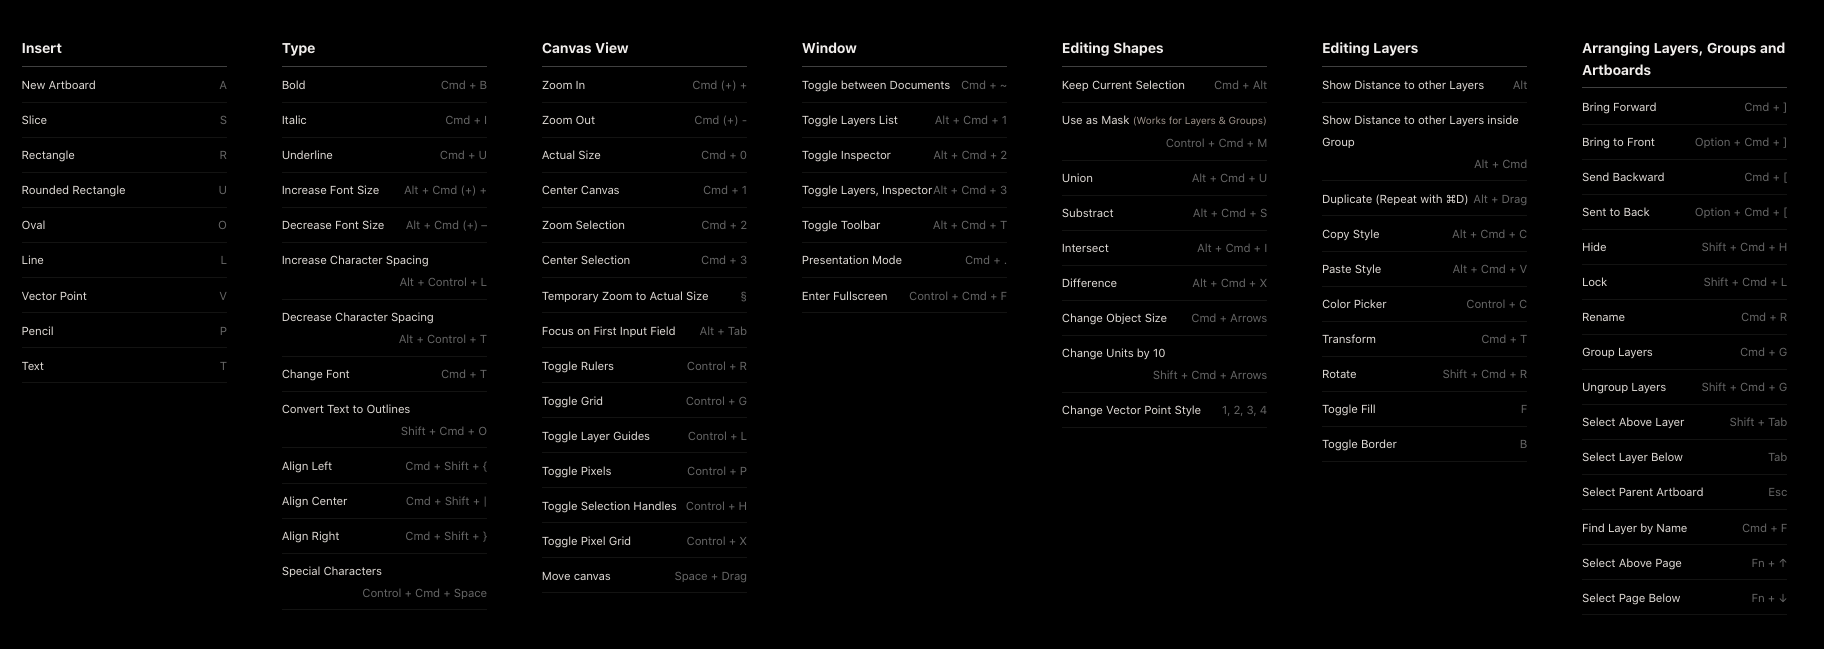 Insert
New Artboard A
Slice S
Rectangle R
Rounded Rectangle U
Oval O
Line L
Vector Point V
Pencil P
Text T
Type
Bold Cmd + B
Italic Cmd + I
Underline Cmd + U
Increase Font Size Alt + Cmd (+) +
Decrease Font Size Alt + Cmd (+) –
Increase Character Spacing
Alt + Control + L
Decrease Character Spacing
Alt + Control + T
Change Font Cmd + T
Convert Text to Outlines
Shift + Cmd + O
Align Left Cmd + Shift + {
Align Center Cmd + Shift + |
Align Right Cmd + Shift + }
Special Characters
Control + Cmd + Space
Canvas View
Zoom In Cmd (+) +
Zoom Out Cmd (+) -
Actual Size Cmd + 0
Center Canvas Cmd + 1
Zoom Selection Cmd + 2
Center Selection Cmd + 3
Temporary Zoom to Actual Size §
Focus on First Input Field Alt + Tab
Toggle Rulers Control + R
Toggle Grid Control + G
Toggle Layer Guides Control + L
Toggle Pixels Control + P
Toggle Selection Handles Control + H
Toggle Pixel Grid Control + X
Move canvas Space + Drag
Window
Toggle between Documents Cmd + ~
Toggle Layers List Alt + Cmd + 1
Toggle Inspector Alt + Cmd + 2
Toggle Layers, Inspector Alt + Cmd + 3
Toggle Toolbar Alt + Cmd + T
Presentation Mode Cmd + .
Enter Fullscreen Control + Cmd + F
Editing Shapes
Keep Current Selection Cmd + Alt
Use as Mask (Works for Layers & Groups)
Control + Cmd + M
Union Alt + Cmd + U
Substract Alt + Cmd + S
Intersect Alt + Cmd + I
Difference Alt + Cmd + X
Change Object Size Cmd + Arrows
Change Units by 10
Shift + Cmd + Arrows
Change Vector Point Style 1, 2, 3, 4
Editing Layers
Show Distance to other Layers Alt
Show Distance to other Layers inside
Group
Alt + Cmd
Duplicate (Repeat with ⌘D) Alt + Drag
Copy Style Alt + Cmd + C
Paste Style Alt + Cmd + V
Color Picker Control + C
Transform Cmd + T
Rotate Shift + Cmd + R
Toggle Fill F
Toggle Border B
Arranging Layers, Groups and
Artboards
Bring Forward Cmd + ]
Bring to Front Option + Cmd + ]
Send Backward Cmd + [
Sent to Back Option + Cmd + [
Hide Shift + Cmd + H
Lock Shift + Cmd + L
Rename Cmd + R
Group Layers Cmd + G
Ungroup Layers Shift + Cmd + G
Select Above Layer Shift + Tab
Select Layer Below Tab
Select Parent Artboard Esc
Find Layer by Name Cmd + F
Select Above Page Fn + ↑
Select Page Below Fn + ↓